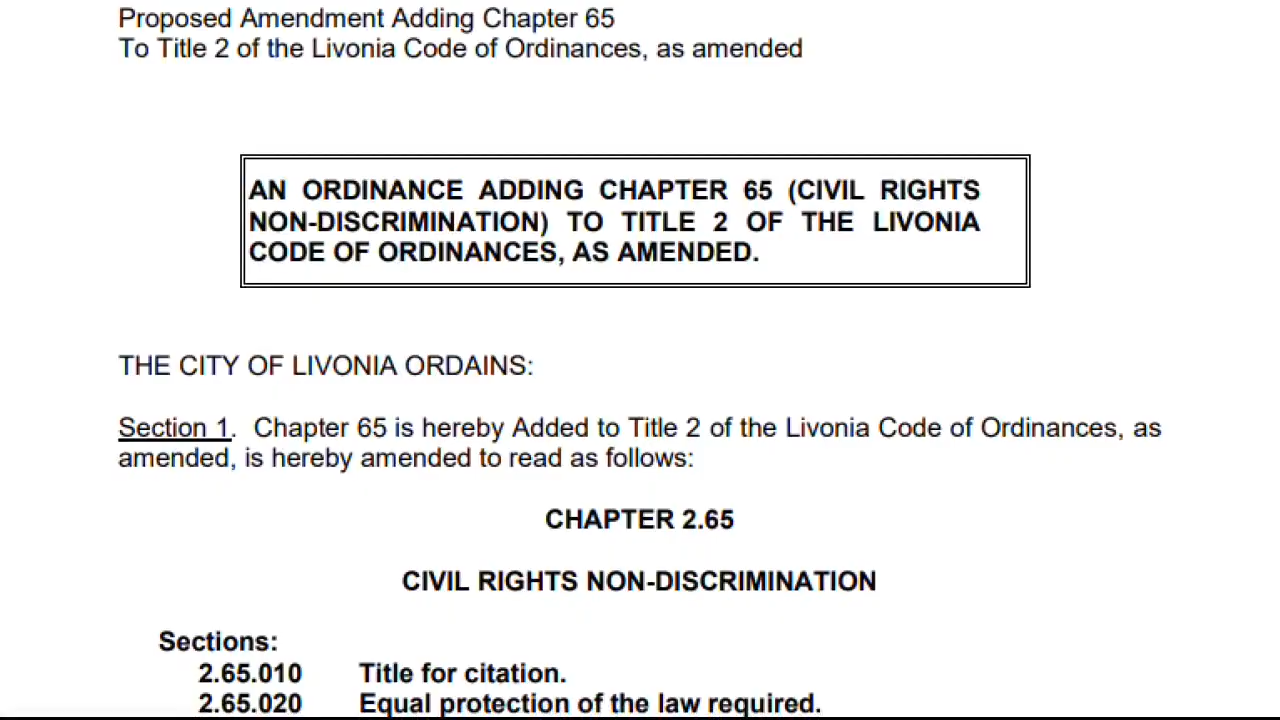 Proposed Amendment Adding Chapter 65
To Title 2 of the Livonia Code of Ordinances, as amended
AN ORDINANCE ADDING CHAPTER 65 (CIVIL RIGHTS
NON-DISCRIMINATION) TO TITLE 2 OF THE LIVONIA
CODE OF ORDINANCES, AS AMENDED.
THE CITY OF LIVONIA ORDAINS:
Section 1. Chapter 65 is hereby Added to Title 2 of the Livonia Code of Ordinances, as
amended, is hereby amended to read as follows:
CHAPTER 2.65
CIVIL RIGHTS NON-DISCRIMINATION
Sections:
2.65.010 Title for citation.
2.65.020 Equal protection of the law required.